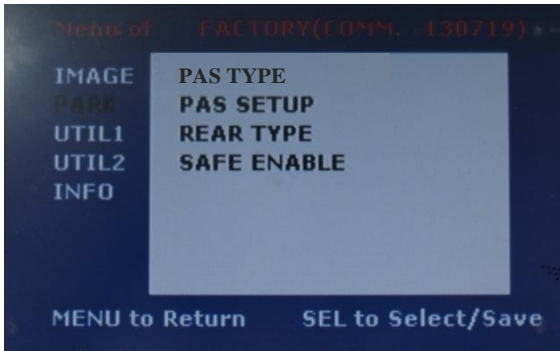 Menu of FACTORY(COMM. -130719)
IMAGE PAS TYPE
PARK PAS SETUP
UTIL1 REAR TYPE
UTIL2 SAFE ENABLE
INFO
MENU to Return SEL to Select/Save